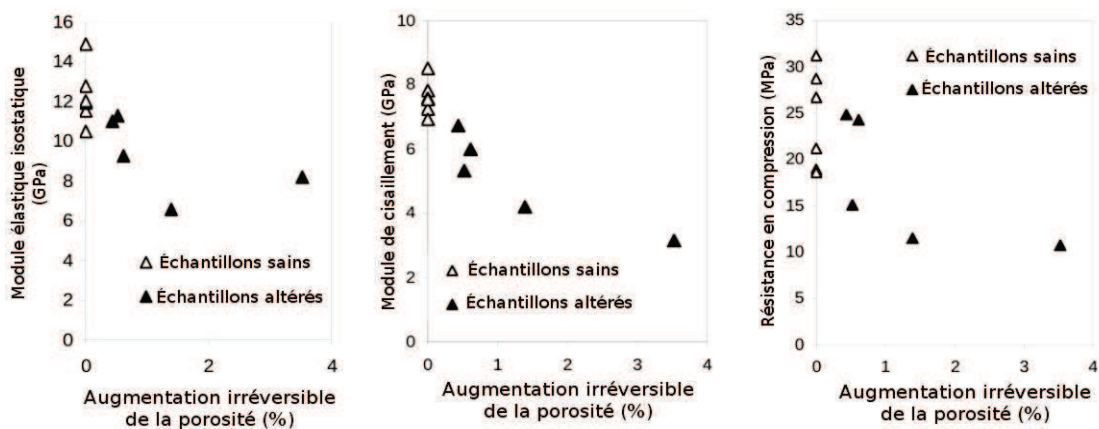 Module élastique isostatique
(GPa)
16
14
12
10
8
6
4
2
0
Échantillons sains
Échantillons altérés
0
2
4
Augmentation irréversible
de la porosité (%)
Module de cisaillement (GPa)
10
8
6
4
2
0
Échantillons sains
Échantillons altérés
0
1
2
3
4
Augmentation irréversible
de la porosité (%)
Résistance en compression (MPa)
35
30
25
20
15
10
5
0
Échantillons sains
Échantillons altérés
0
1
2
3
4
Augmentation irréversible
de la porosité (%)